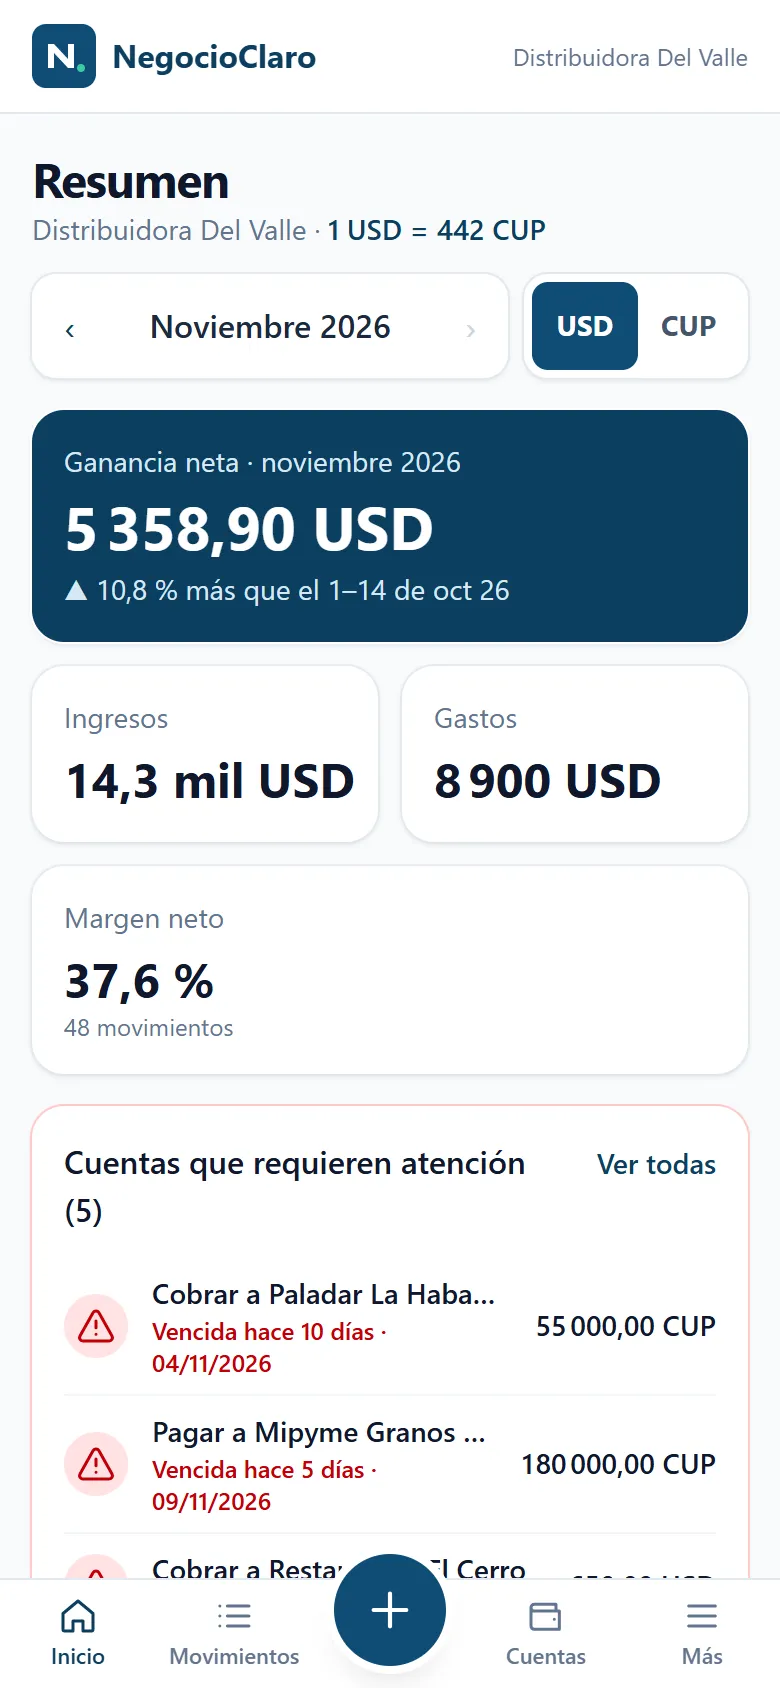 N.
NegocioClaro
Distribuidora Del Valle
Resumen
Distribuidora Del Valle · 1 USD = 442 CUP
‹ Noviembre 2026 ›
USD CUP
Ganancia neta · noviembre 2026
5 358,90 USD
▲ 10,8 % más que el 1–14 de oct 26
Ingresos
14,3 mil USD
Gastos
8 900 USD
Margen neto
37,6 %
48 movimientos
Cuentas que requieren atención
(5)
Ver todas
Cobrar a Paladar La Haba...
Vencida hace 10 días ·
04/11/2026
55 000,00 CUP
Pagar a Mipyme Granos ...
Vencida hace 5 días ·
09/11/2026
180 000,00 CUP
Cobrar a El Cerro
Inicio
Movimientos
+
Cuentas
Más